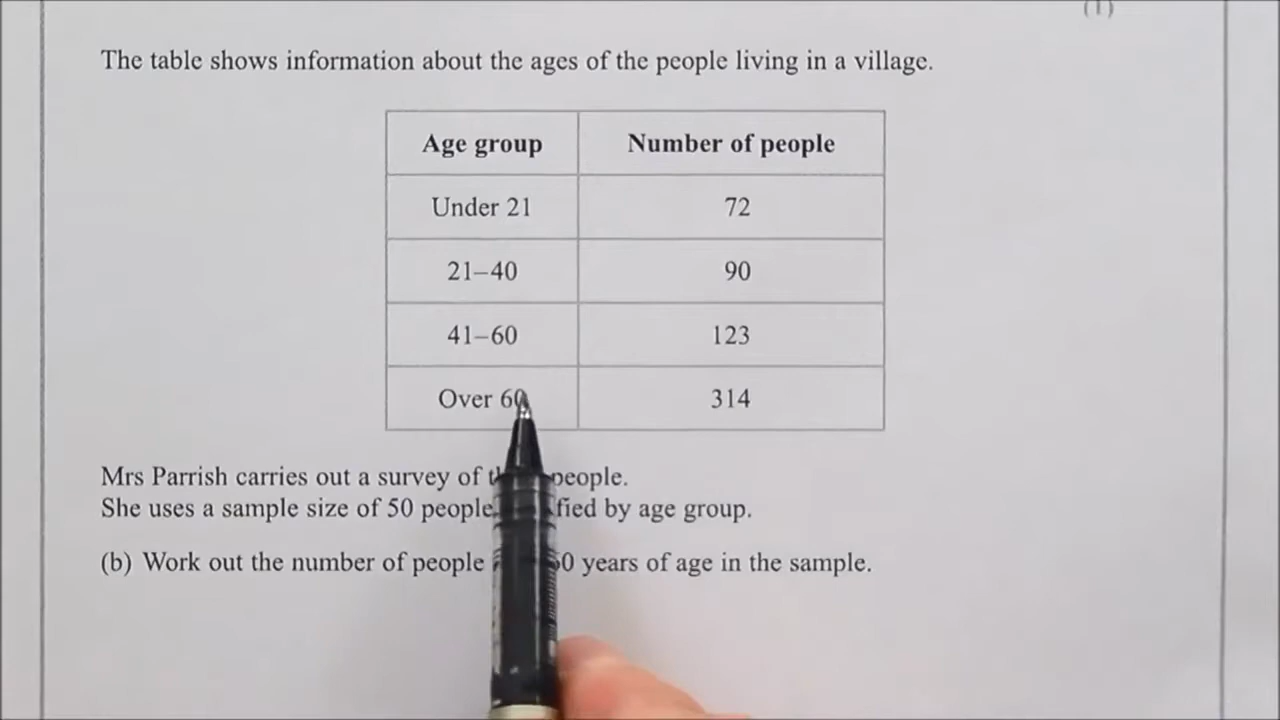 (1)
The table shows information about the ages of the people living in a village.
Age group Number of people
Under 21 72
21–40 90
41–60 123
Over 60 314
Mrs Parrish carries out a survey of people.
She uses a sample size of 50 people by age group.
(b) Work out the number of people years of age in the sample.